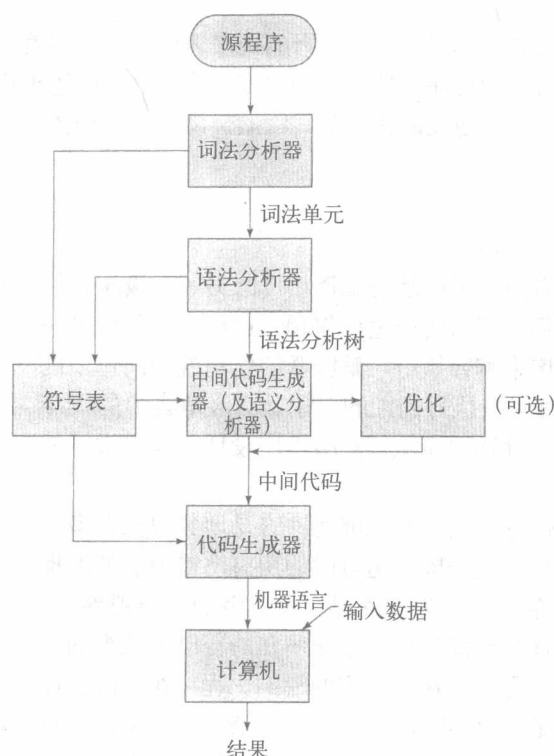 源程序
词法分析器
词法单元
语法分析器
语法分析树
符号表
中间代码生成
器（及语义分
析器）
优化
（可选）
中间代码
代码生成器
机器语言
输入数据
计算机
结果